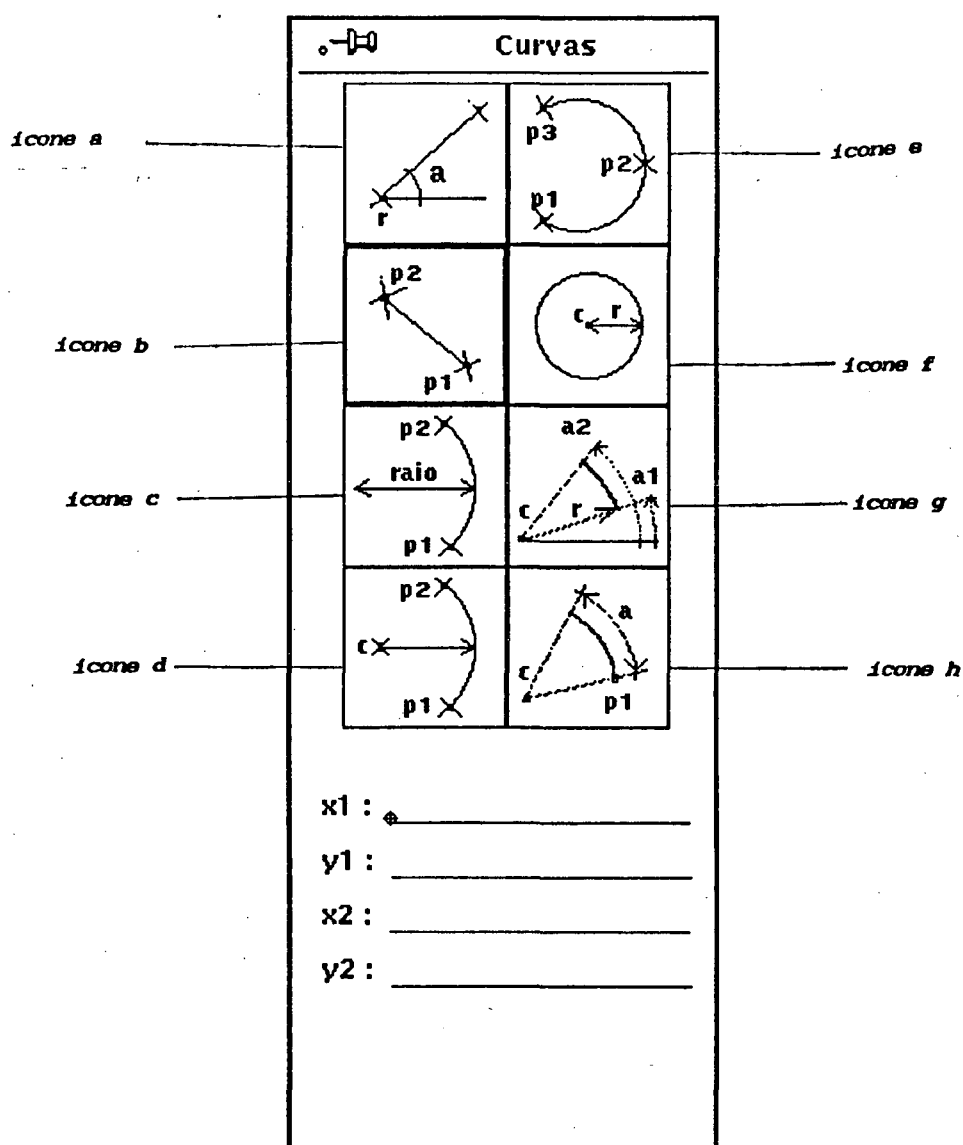 Curvas
icone a
a
r
p3
p2
p1
icone e
icone b
p2
p1
c
r
icone f
icone c
p2
raio
p1
a2
a1
c
r
icone g
icone d
p2
c
p1
a
c
p1
icone h
x1 :
y1 :
x2 :
y2 :